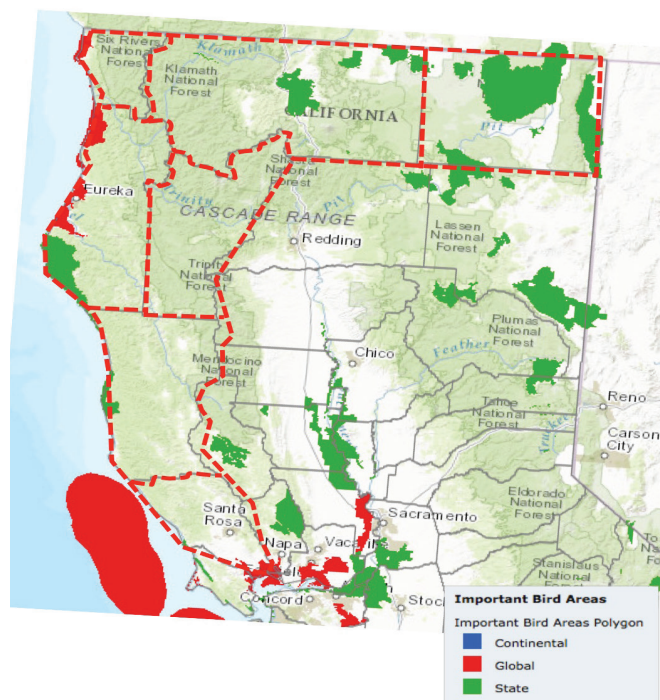 Six Rivers
National
Forest
Klamath
Klamath
National
Forest
CALIFORNIA
Pit
Shasta
National
Forest
Eureka
Trinity
Pit
CASCADE RANGE
Redding
Lassen
National
Forest
Trinity
National
Forest
Plumas
National
Forest
Mendocino
National
Forest
Chico
Feather
Reno
Tahoe
National
Forest
Truckee
Carson
City
Eldorado
National
Forest
Santa
Rosa
Sacramento
Napa
Stanislaus
National
Concord
Important Bird Areas
Important Bird Areas Polygon
Continental
Global
State